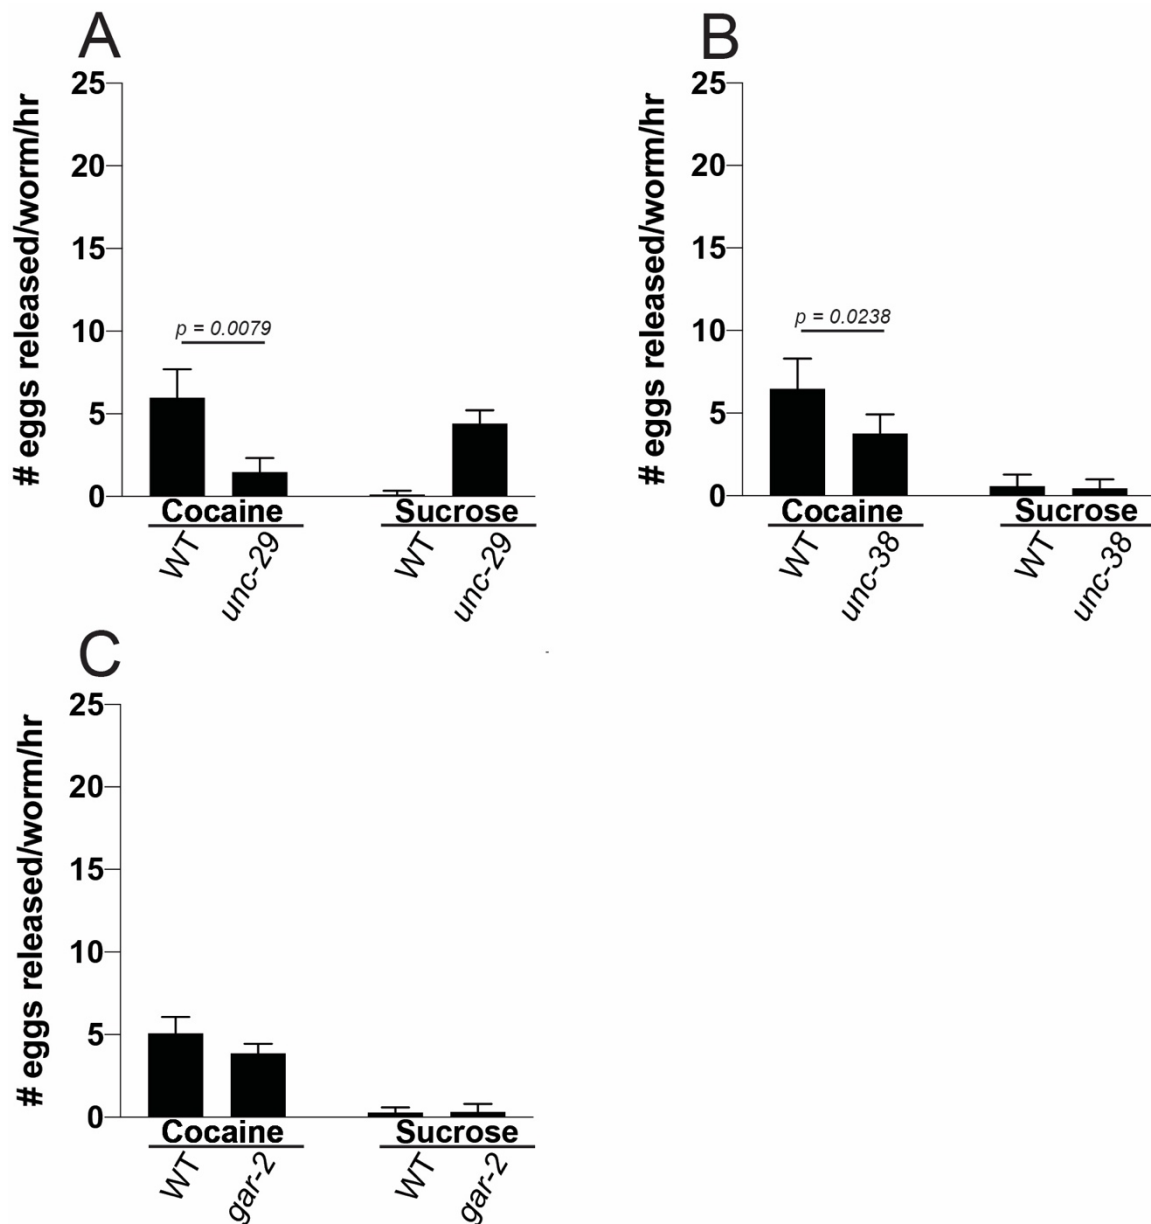 A
# eggs released/worm/hr
25
20
15
10
5
0
p = 0.0079
Cocaine
Sucrose
WT
unc-29
WT
unc-29
B
# eggs released/worm/hr
25
20
15
10
5
0
p = 0.0238
Cocaine
Sucrose
WT
unc-38
WT
unc-38
C
# eggs released/worm/hr
25
20
15
10
5
0
Cocaine
Sucrose
WT
gar-2
WT
gar-2